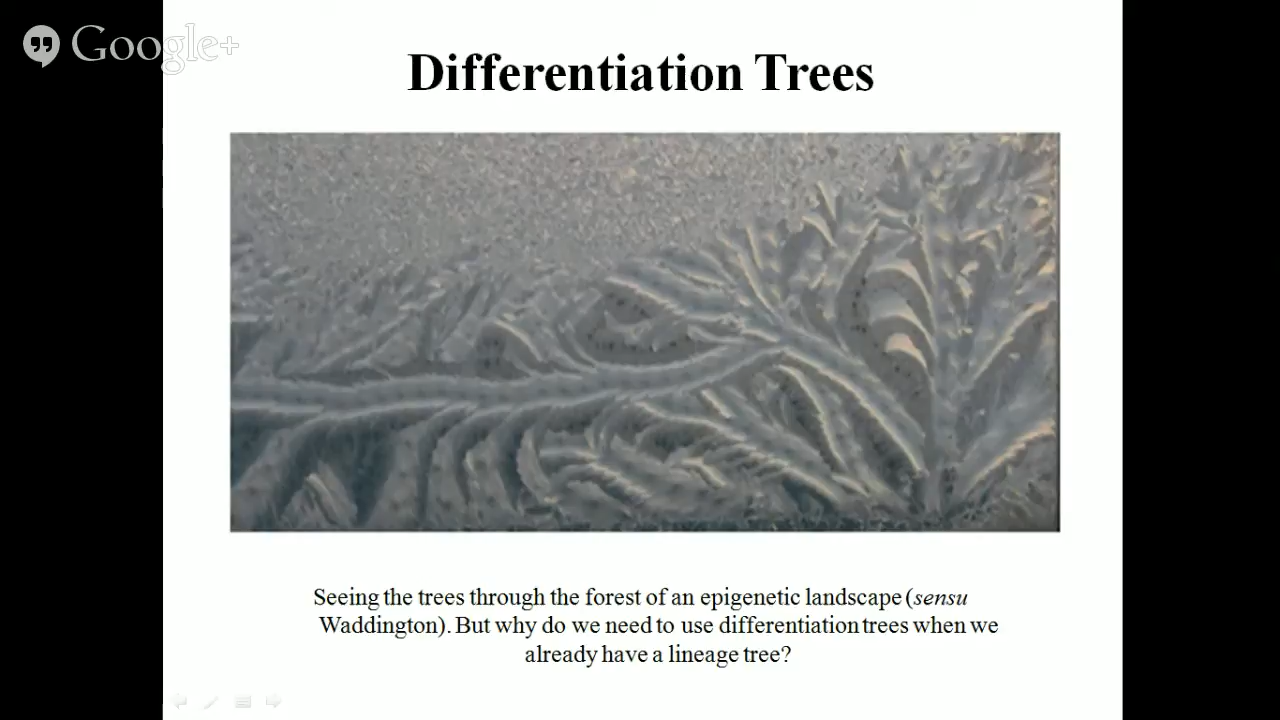 Google+
Differentiation Trees
Seeing the trees through the forest of an epigenetic landscape (sensu
Waddington). But why do we need to use differentiation trees when we
already have a lineage tree?